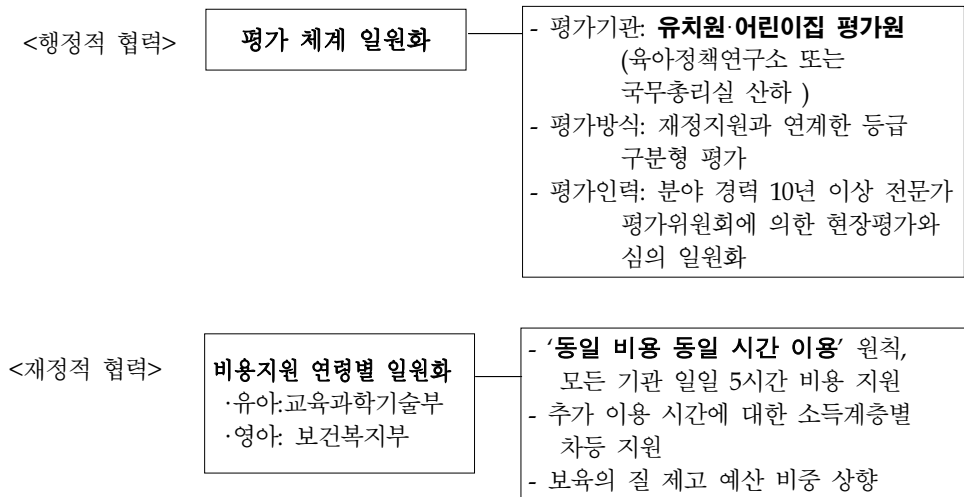 <행정적 협력>
평가 체계 일원화
- 평가기관: 유치원·어린이집 평가원
(육아정책연구소 또는
국무총리실 산하 )
- 평가방식: 재정지원과 연계한 등급
구분형 평가
- 평가인력: 분야 경력 10년 이상 전문가
평가위원회에 의한 현장평가와
심의 일원화
<재정적 협력>
비용지원 연령별 일원화
·유아:교육과학기술부
·영아: 보건복지부
- ‘동일 비용 동일 시간 이용’ 원칙,
모든 기관 일일 5시간 비용 지원
- 추가 이용 시간에 대한 소득계층별
차등 지원
- 보육의 질 제고 예산 비중 상향